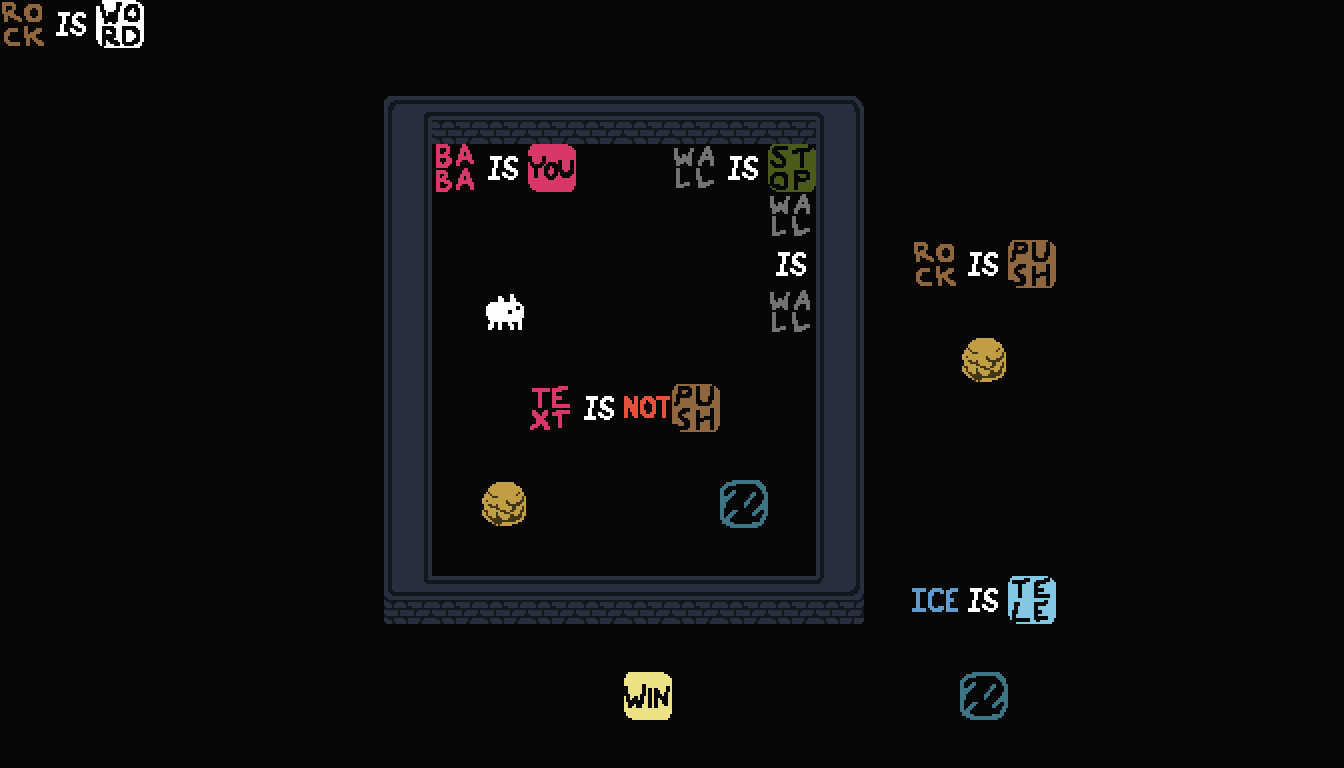 ROCK IS WORD
BABA IS YOU
WALL IS STOP
WALL
IS
WALL
ROCK IS PUSH
TEXT IS NOT PUSH
ICE IS TELE
WIN